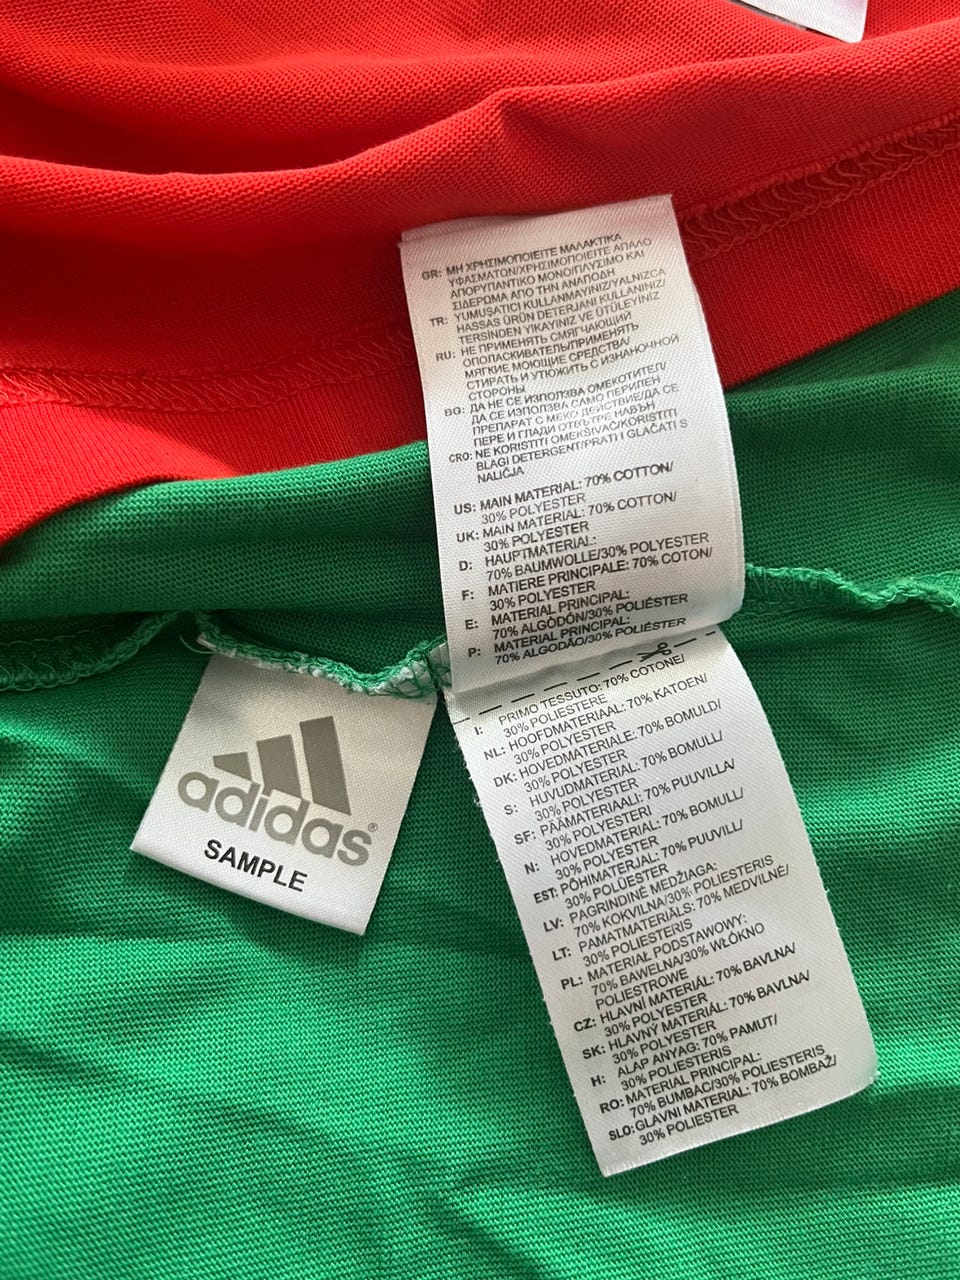 GR: ΜΗ ΧΡΗΣΙΜΟΠΟΙΕΙΤΕ ΜΑΛΑΚΤΙΚΑ
ΥΦΑΣΜΑΤΩΝ/ΧΡΗΣΙΜΟΠΟΙΕΙΤΕ ΑΠΑΛΟ
ΑΠΟΡΥΠΑΝΤΙΚΟ ΜΟΝΟ/ΠΛΥΣΙΜΟ ΚΑΙ
ΣΙΔΕΡΩΜΑ ΑΠΟ ΤΗΝ ΑΝΑΠΟΔΗ
TR: YUMUŞATICI KULLANMAYINIZ/YALNIZCA
HASSAS ÜRÜN DETERJANI KULLANINIZ/
TERSİNDEN YIKAYINIZ VE ÜTÜLEYİNİZ
RU: НЕ ПРИМЕНЯТЬ СМЯГЧАЮЩИЙ
ОПОЛАСКИВАТЕЛЬ/ПРИМЕНЯТЬ
МЯГКИЕ МОЮЩИЕ СРЕДСТВА/
СТИРАТЬ И УТЮЖИТЬ С ИЗНАНОЧНОЙ
СТОРОНЫ
BG: ДА НЕ СЕ ИЗПОЛЗВА ОМЕКОТИТЕЛ/
ДА СЕ ИЗПОЛЗВА САМО ПЕРИЛЕН
ПРЕПАРАТ С МЕКО ДЕЙСТВИЕ/ДА СЕ
ПЕРЕ И ГЛАДИ ОТВЪТРЕ НАВЪН
CRO: NE KORISTITI OMEKŠIVAČ/KORISTITI
BLAGI DETERGENT/PRATI I GLAČATI S
NALIČJA
US: MAIN MATERIAL: 70% COTTON/
30% POLYESTER
UK: MAIN MATERIAL: 70% COTTON/
30% POLYESTER
D: HAUPTMATERIAL:
70% BAUMWOLLE/30% POLYESTER
F: MATIERE PRINCIPALE: 70% COTON/
30% POLYESTER
E: MATERIAL PRINCIPAL:
70% ALGODÓN/30% POLIÉSTER
P: MATERIAL PRINCIPAL:
70% ALGODÃO/30% POLIÉSTER
I: PRIMO TESSUTO: 70% COTONE/
30% POLIESTERE
NL: HOOFDMATERIAAL: 70% KATOEN/
30% POLYESTER
DK: HOVEDMATERIALE: 70% BOMULD/
30% POLYESTER
S: HUVUDMATERIAL: 70% BOMULL/
30% POLYESTER
SF: PÄÄMATERIAALI: 70% PUUVILLA/
30% POLYESTERI
N: HOVEDMATERIAL: 70% BOMULL/
30% POLYESTER
EST: PÕHIMATERJAL: 70% PUUVILL/
30% POLÜESTER
LV: PAGRINDINĖ MEDŽIAGA:
70% KOKVILNA/30% POLIESTERIS
LT: PAMATMATERIĀLS: 70% MEDVILNĖ/
30% POLIESTERIS
PL: MATERIAŁ PODSTAWOWY:
70% BAWEŁNA/30% WŁÓKNO
POLIESTROWE
CZ: HLAVNÍ MATERIÁL: 70% BAVLNA/
30% POLYESTER
SK: HLAVNÝ MATERIÁL: 70% BAVLNA/
30% POLYESTER
H: ALAP ANYAG: 70% PAMUT/
30% POLIESTERIS
RO: MATERIAL PRINCIPAL:
70% BUMBAC/30% POLIESTERIS
SLO: GLAVNI MATERIAL: 70% BOMBAŽ/
30% POLIESTER
adidas®
SAMPLE